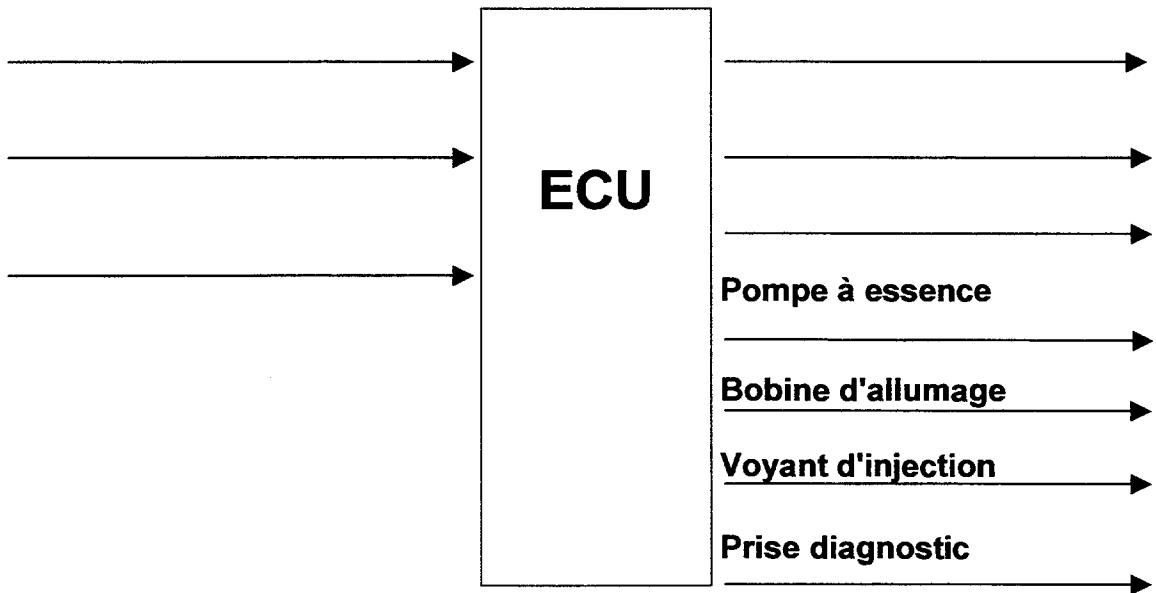 ECU
Pompe à essence
Bobine d'allumage
Voyant d'injection
Prise diagnostic